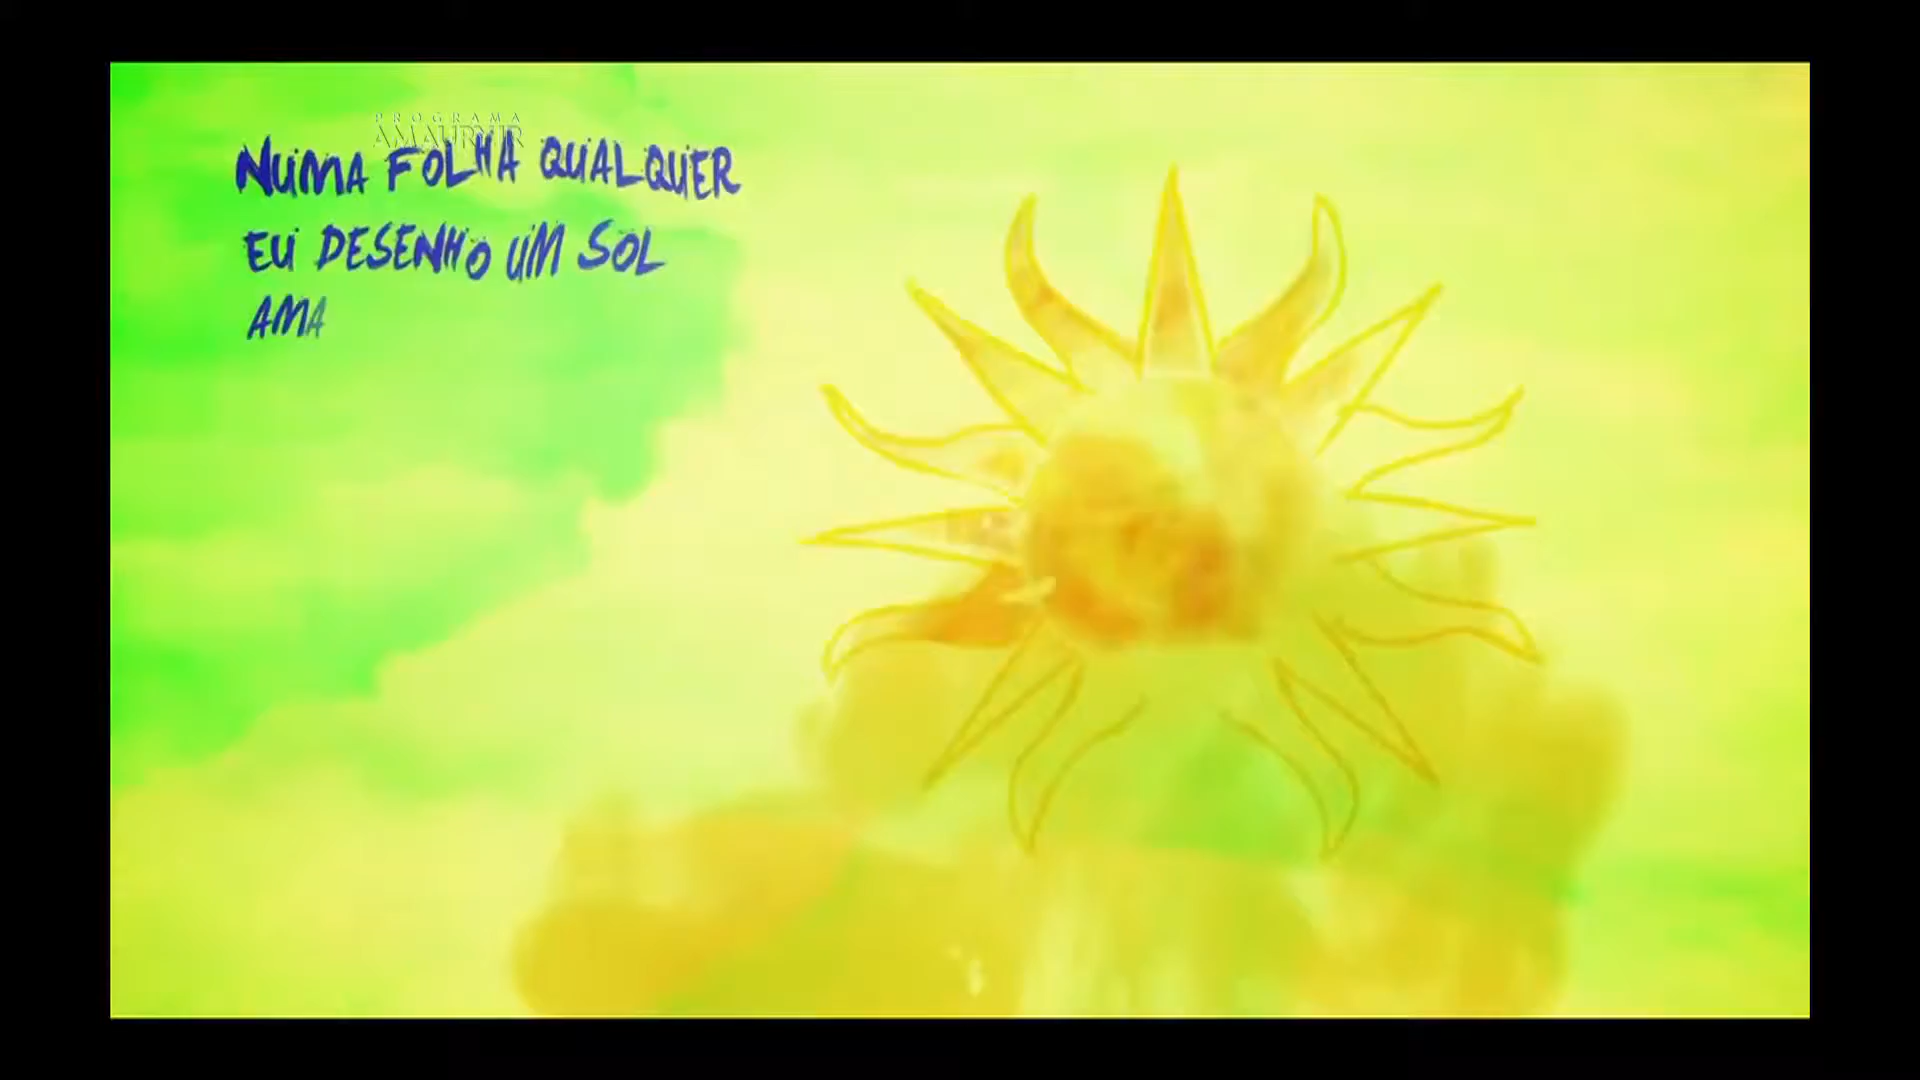 PROGRAMA
AMAURY JR
NUMA FOLHA QUALQUER
EU DESENHO UM SOL
AMA